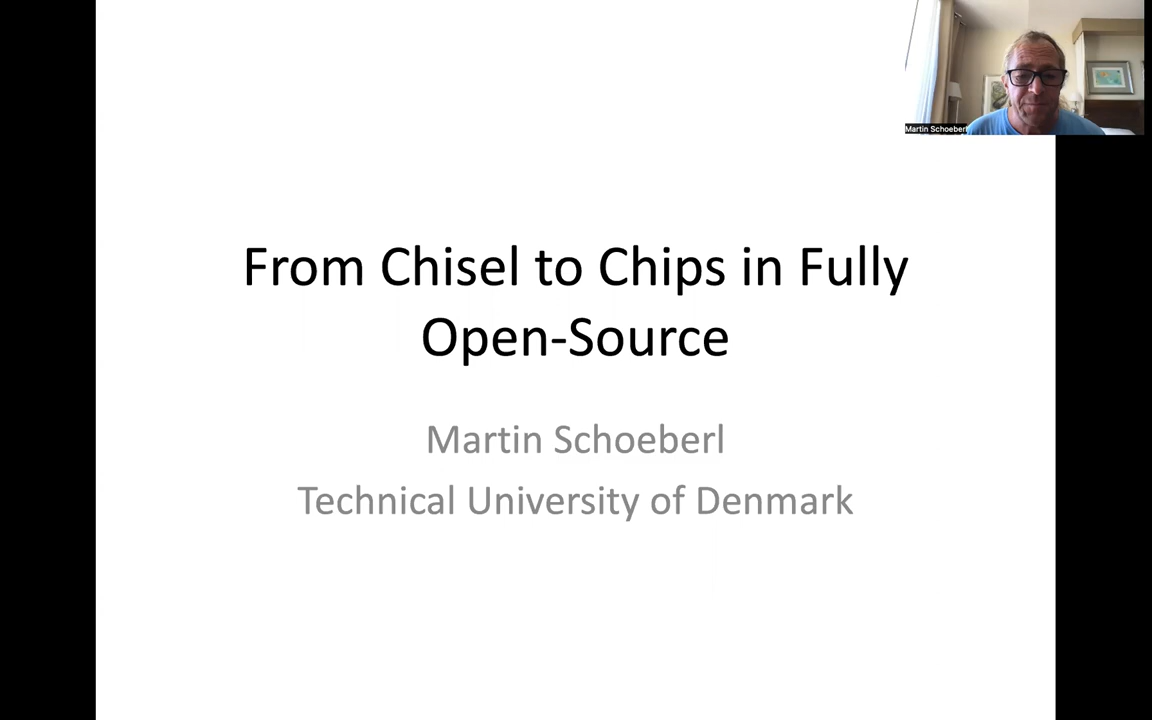 Martin Schoeberl
From Chisel to Chips in Fully
Open-Source
Martin Schoeberl
Technical University of Denmark